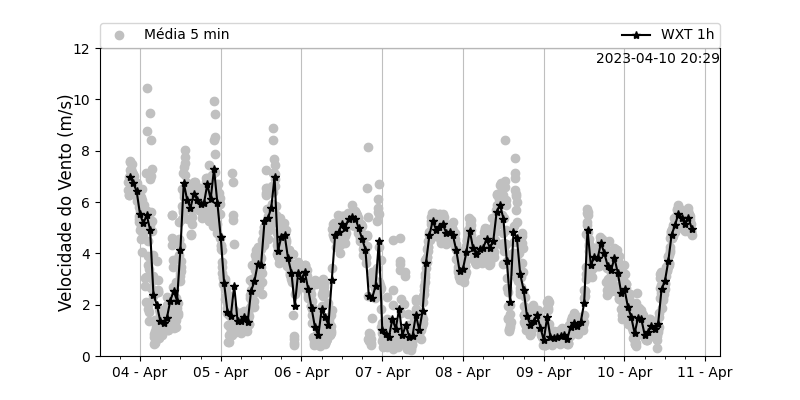 Média 5 min
WXT 1h
2023-04-10 20:29
Velocidade do Vento (m/s)
12
10
8
6
4
2
0
04 - Apr
05 - Apr
06 - Apr
07 - Apr
08 - Apr
09 - Apr
10 - Apr
11 - Apr